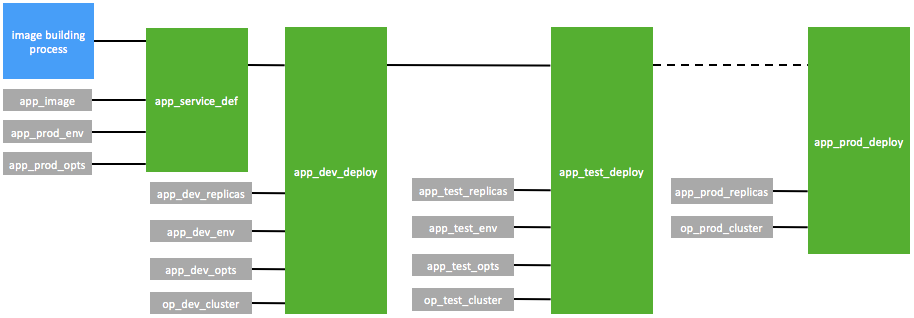 image building
process
app_image
app_prod_env
app_prod_opts
app_service_def
app_dev_deploy
app_dev_replicas
app_dev_env
app_dev_opts
op_dev_cluster
app_test_deploy
app_test_replicas
app_test_env
app_test_opts
op_test_cluster
app_prod_deploy
app_prod_replicas
op_prod_cluster